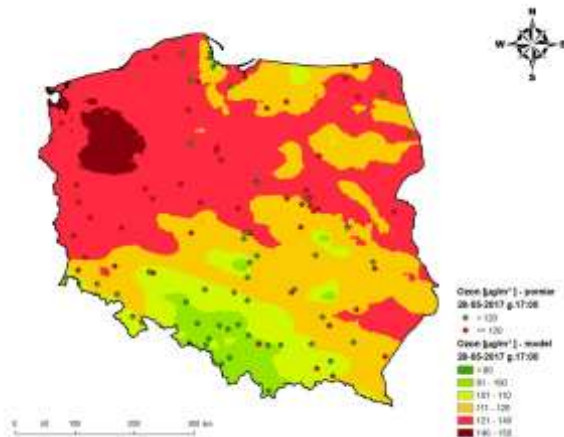 N
W E
S
Ozon [µg/m³] - pomiar
28-05-2017 g.17:00
< 120
>= 120
Ozon [µg/m³] - model
28-05-2017 g.17:00
< 80
81 - 100
101 - 110
111 - 120
121 - 140
140 - 150
0 50 100 200 300 km